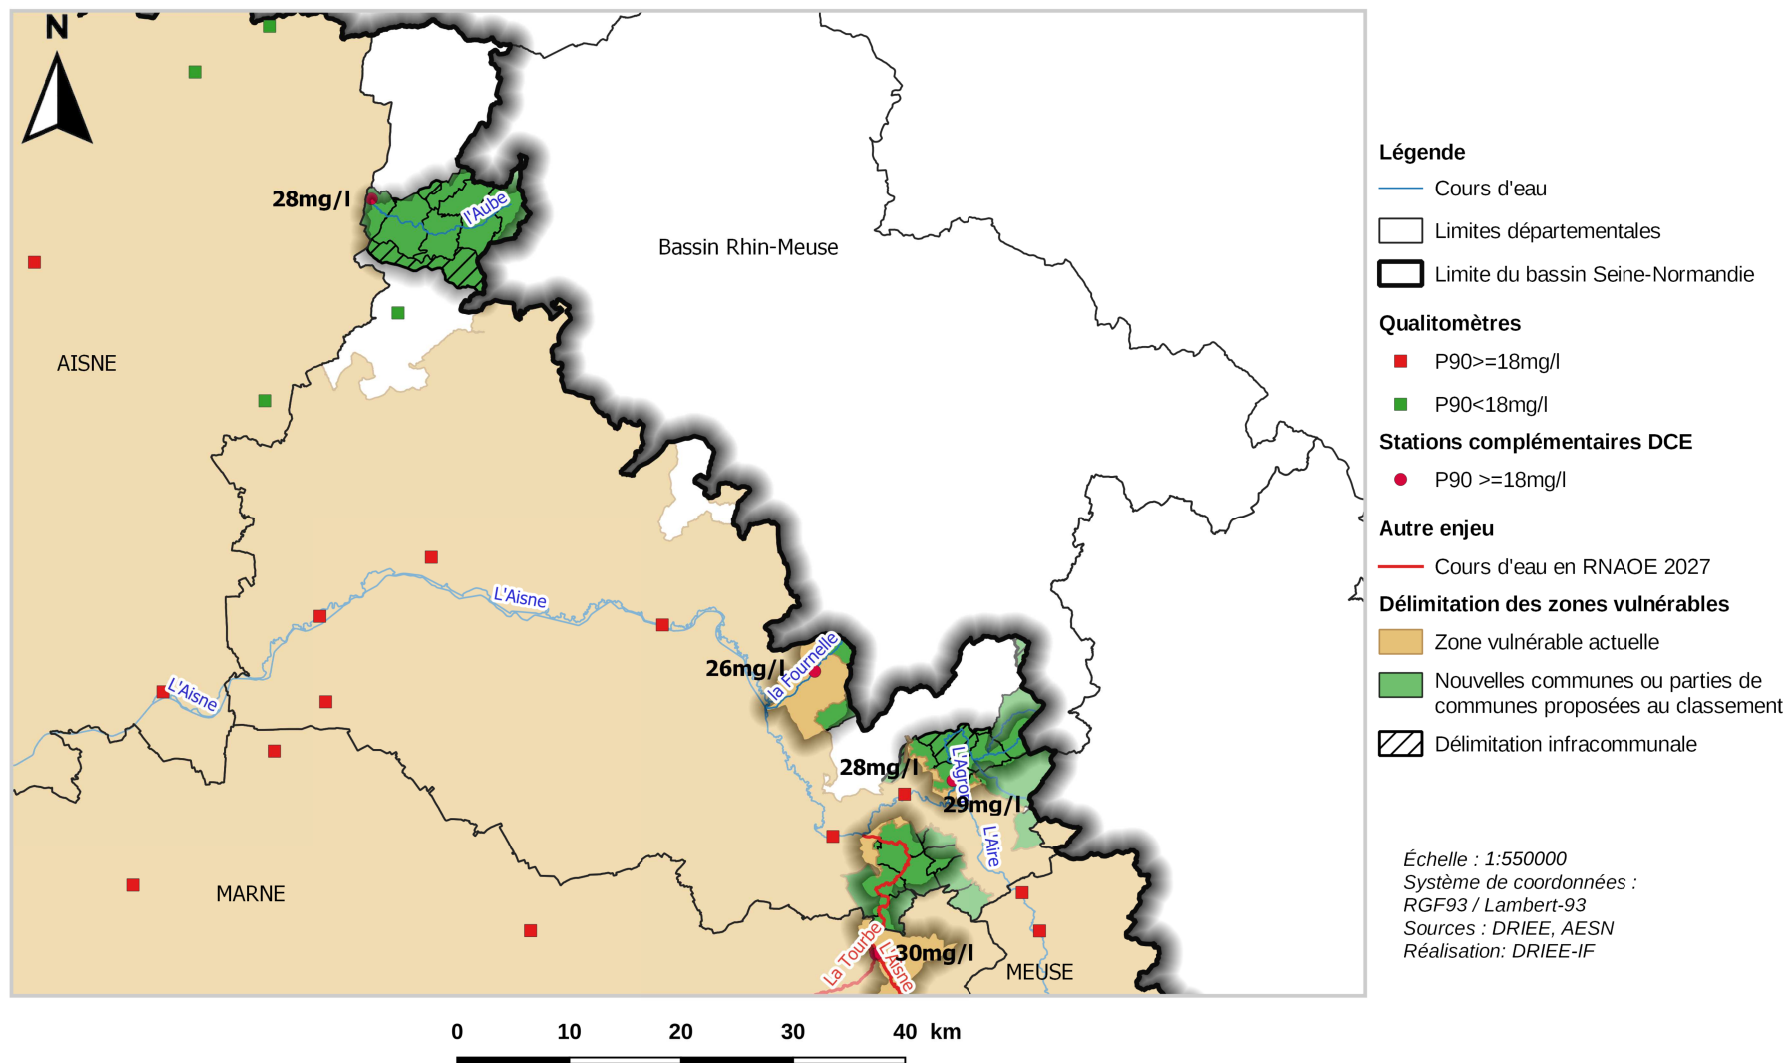 N
28mg/l
l'Aube
Bassin Rhin-Meuse
AISNE
L'Aisne
26mg/l
la Fournelle
L'Aisne
28mg/l
L'Agron
29mg/l
L'Aire
MARNE
La Tourbe
L'Aisne
30mg/l
MEUSE
0 10 20 30 40 km
Légende
Cours d'eau
Limites départementales
Limite du bassin Seine-Normandie
Qualitomètres
P90>=18mg/l
P90<18mg/l
Stations complémentaires DCE
P90 >=18mg/l
Autre enjeu
Cours d'eau en RNAOE 2027
Délimitation des zones vulnérables
Zone vulnérable actuelle
Nouvelles communes ou parties de
communes proposées au classement
Délimitation infracommunale
Échelle : 1:550000
Système de coordonnées :
RGF93 / Lambert-93
Sources : DRIEE, AESN
Réalisation: DRIEE-IF